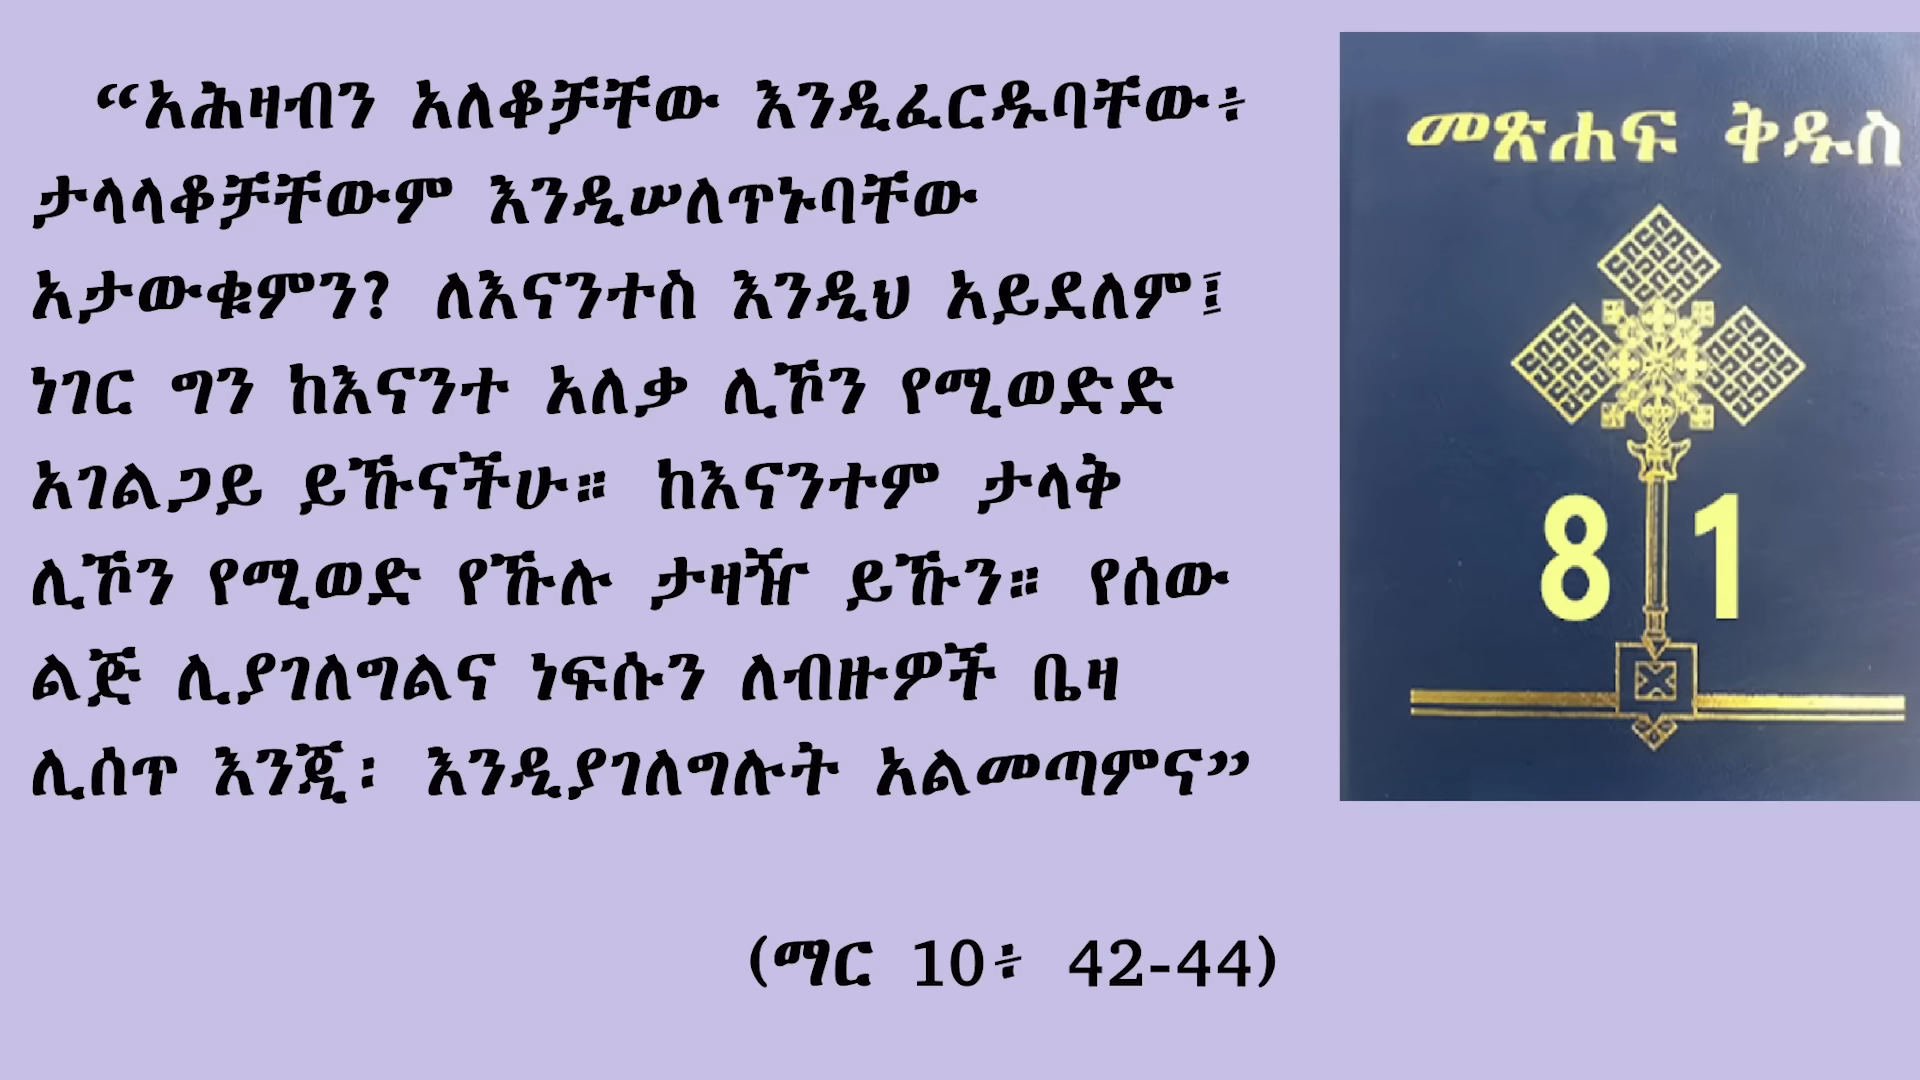 “አሕዛብን አለቆቻቸው እንዲፈርዱባቸው፥
ታላላቆቻቸውም እንዲሠለጥኑባቸው
አታውቁምን? ለእናንተስ እንዲህ አይደለም፤
ነገር ግን ከእናንተ አለቃ ሊኾን የሚወድድ
አገልጋይ ይኹናችሁ። ከእናንተም ታላቅ
ሊኾን የሚወድ የኹሉ ታዛዥ ይኹን። የሰው
ልጅ ሊያገለግልና ነፍሱን ለብዙዎች ቤዛ
ሊሰጥ እንጂ፡ እንዲያገለግሉት አልመጣምና”
(ማር 10፥ 42-44)
መጽሐፍ ቅዱስ
81